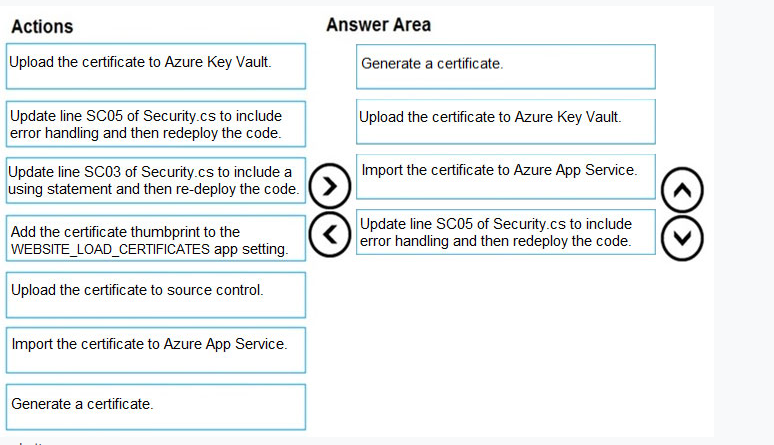 Actions
Upload the certificate to Azure Key Vault.
Update line SC05 of Security.cs to include
error handling and then redeploy the code.
Update line SC03 of Security.cs to include a
using statement and then re-deploy the code.
Add the certificate thumbprint to the
WEBSITE_LOAD_CERTIFICATES app setting.
Upload the certificate to source control.
Import the certificate to Azure App Service.
Generate a certificate.
Answer Area
Generate a certificate.
Upload the certificate to Azure Key Vault.
Import the certificate to Azure App Service.
Update line SC05 of Security.cs to include
error handling and then redeploy the code.